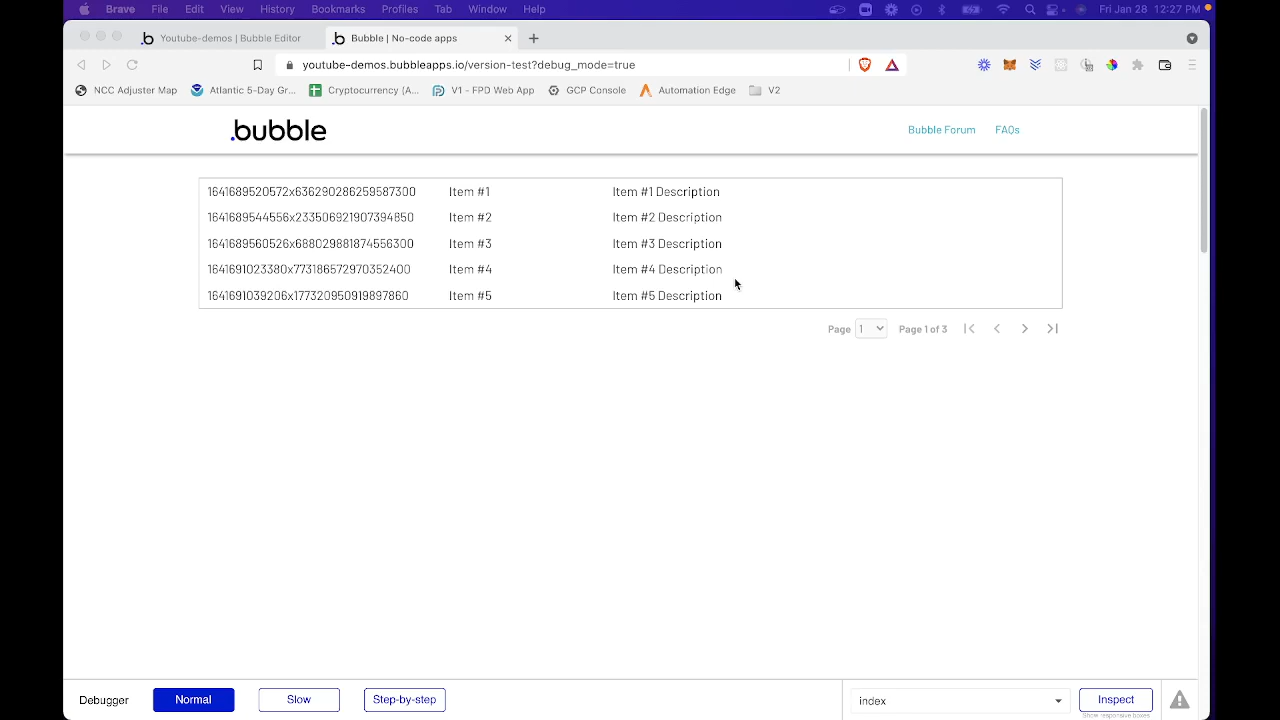 Brave File Edit View History Bookmarks Profiles Tab Window Help Fri Jan 28 12:27 PM
Youtube-demos | Bubble Editor Bubble | No-code apps
youtube-demos.bubbleapps.io/version-test?debug_mode=true
NCC Adjuster Map Atlantic 5-Day Gr... Cryptocurrency (A... V1 - FPD Web App GCP Console Automation Edge V2
.bubble Bubble Forum FAQs
1641689520572x636290286259587300 Item #1 Item #1 Description
1641689544556x233506921907394850 Item #2 Item #2 Description
1641689560526x688029881874556300 Item #3 Item #3 Description
1641691023380x773186572970352400 Item #4 Item #4 Description
1641691039206x177320950919897860 Item #5 Item #5 Description
Page 1 Page 1 of 3
Debugger Normal Slow Step-by-step index Inspect
Show responsive boxes